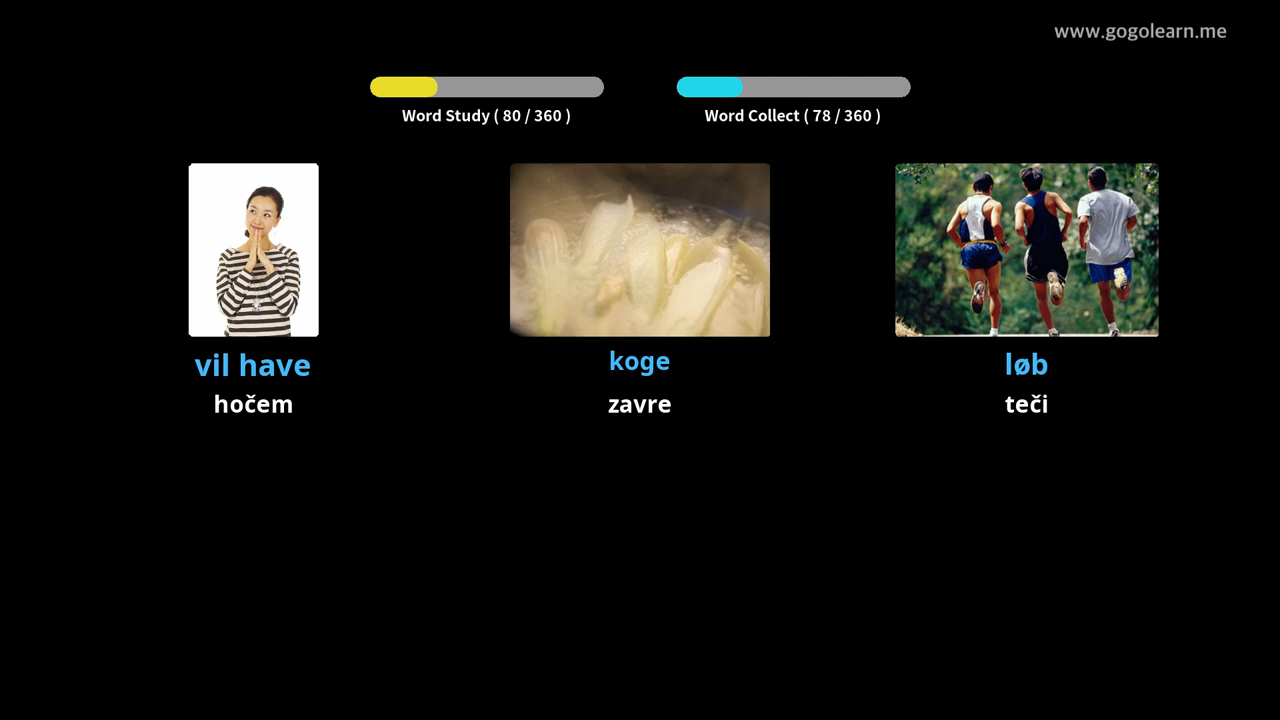 www.gogolearn.me
Word Study ( 80 / 360 )
Word Collect ( 78 / 360 )
vil have
hočem
koge
zavre
løb
teči